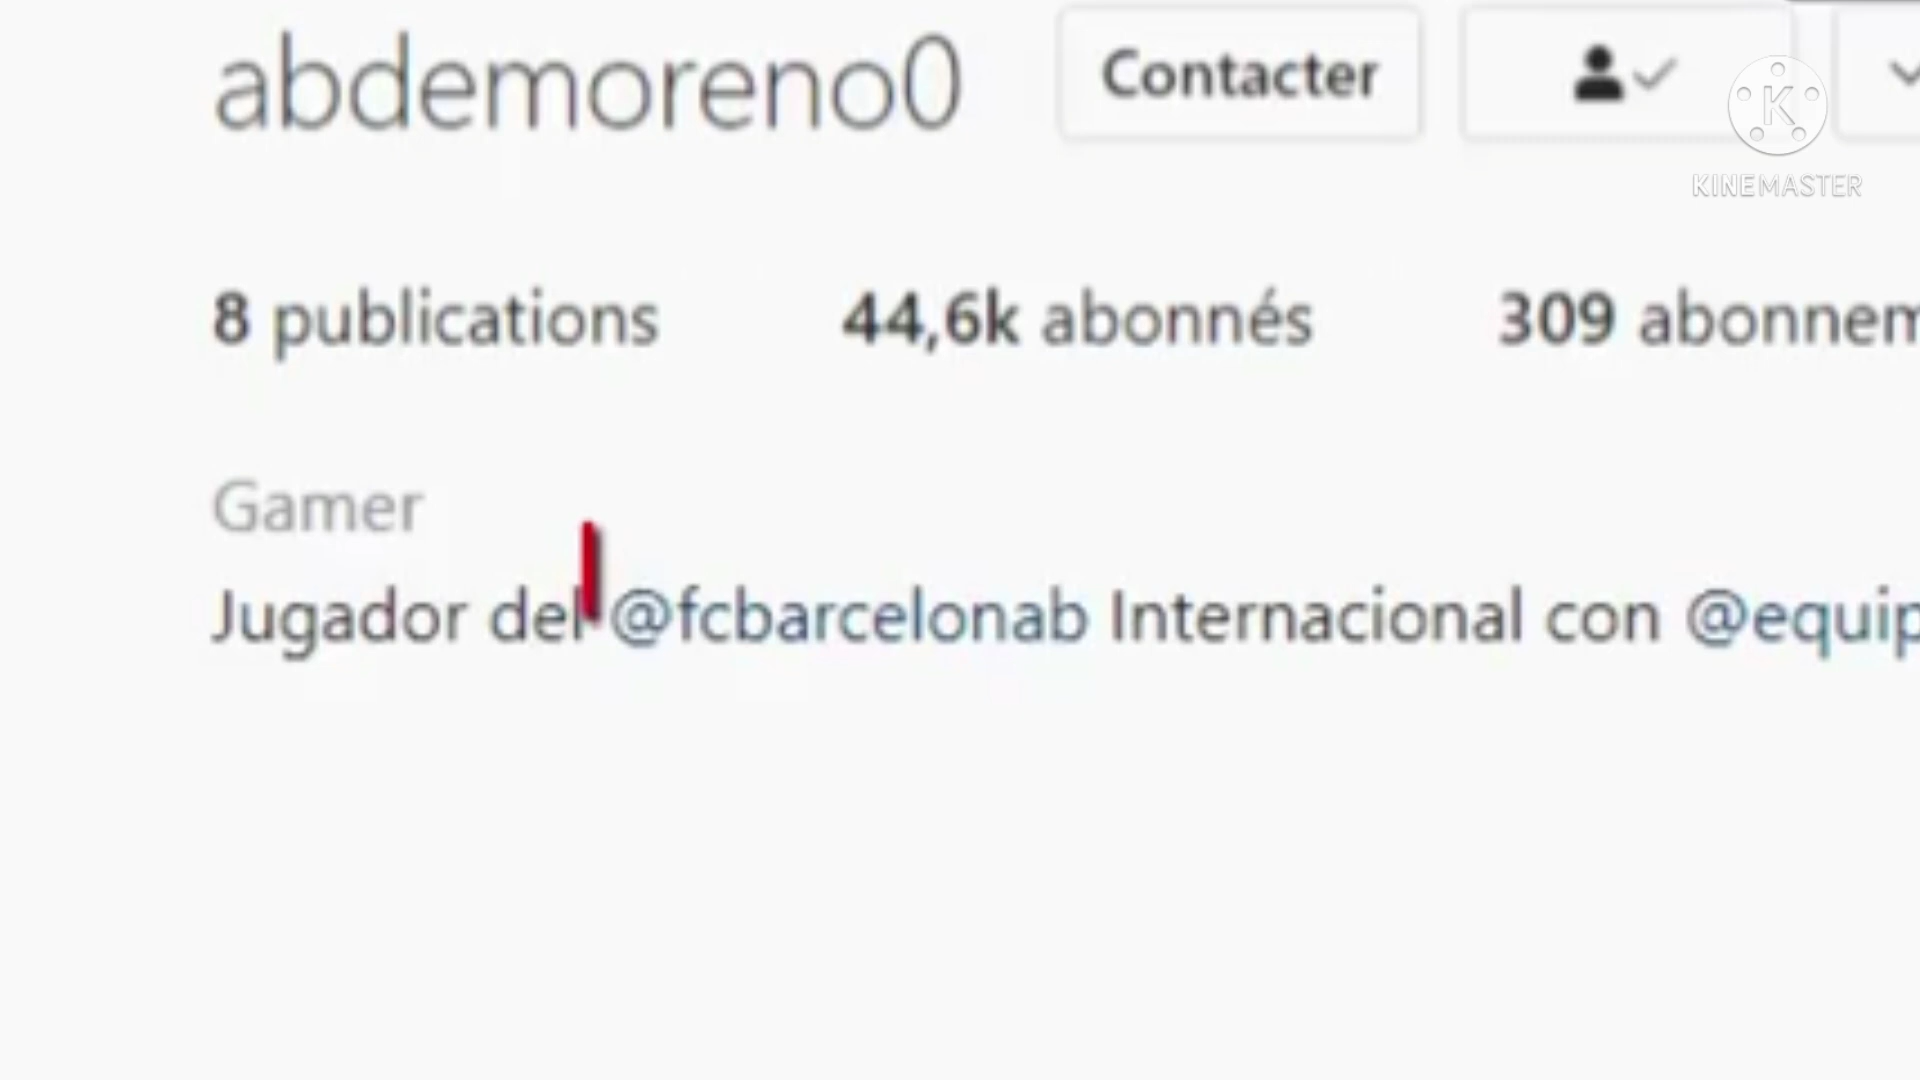 abdemoreno0 Contacter
KINEMASTER
8 publications 44,6k abonnés 309 abonnem
Gamer
Jugador del @fcbarcelonab Internacional con @equip